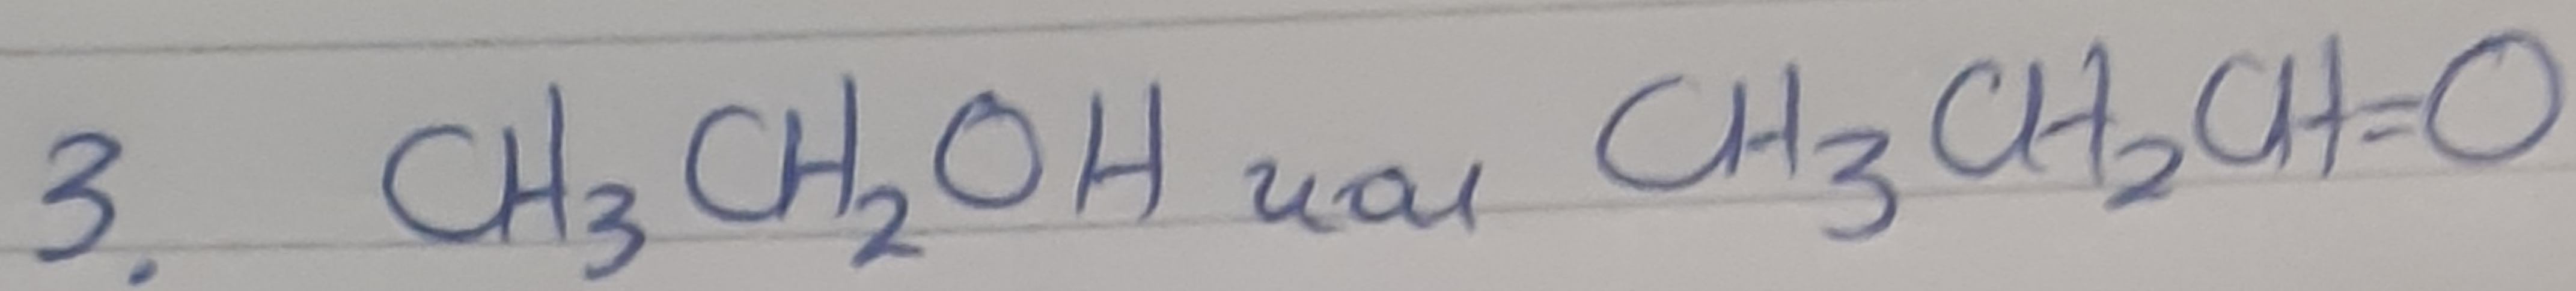 3. CH₃CH₂OH και CH₃CH₂CH=O